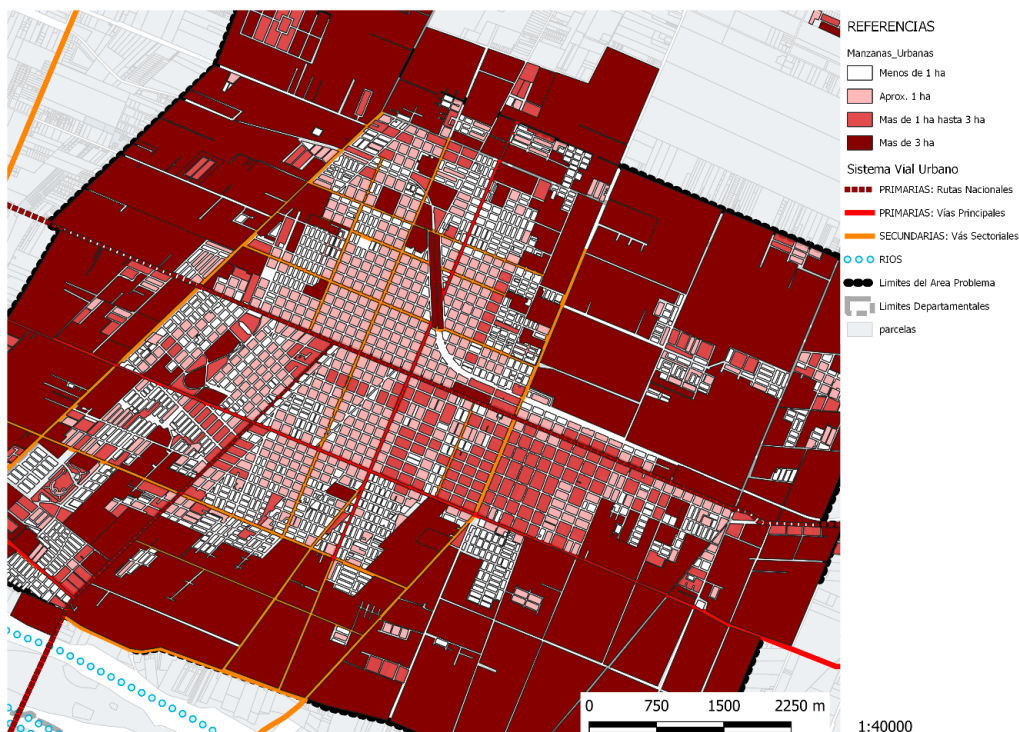 REFERENCIAS
Manzanas_Urbanas
Menos de 1 ha
Aprox. 1 ha
Mas de 1 ha hasta 3 ha
Mas de 3 ha
Sistema Vial Urbano
PRIMARIAS: Rutas Nacionales
PRIMARIAS: Vías Principales
SECUNDARIAS: Vás Sectoriales
RIOS
Limites del Area Problema
Limites Departamentales
parcelas
0 750 1500 2250 m
1:40000